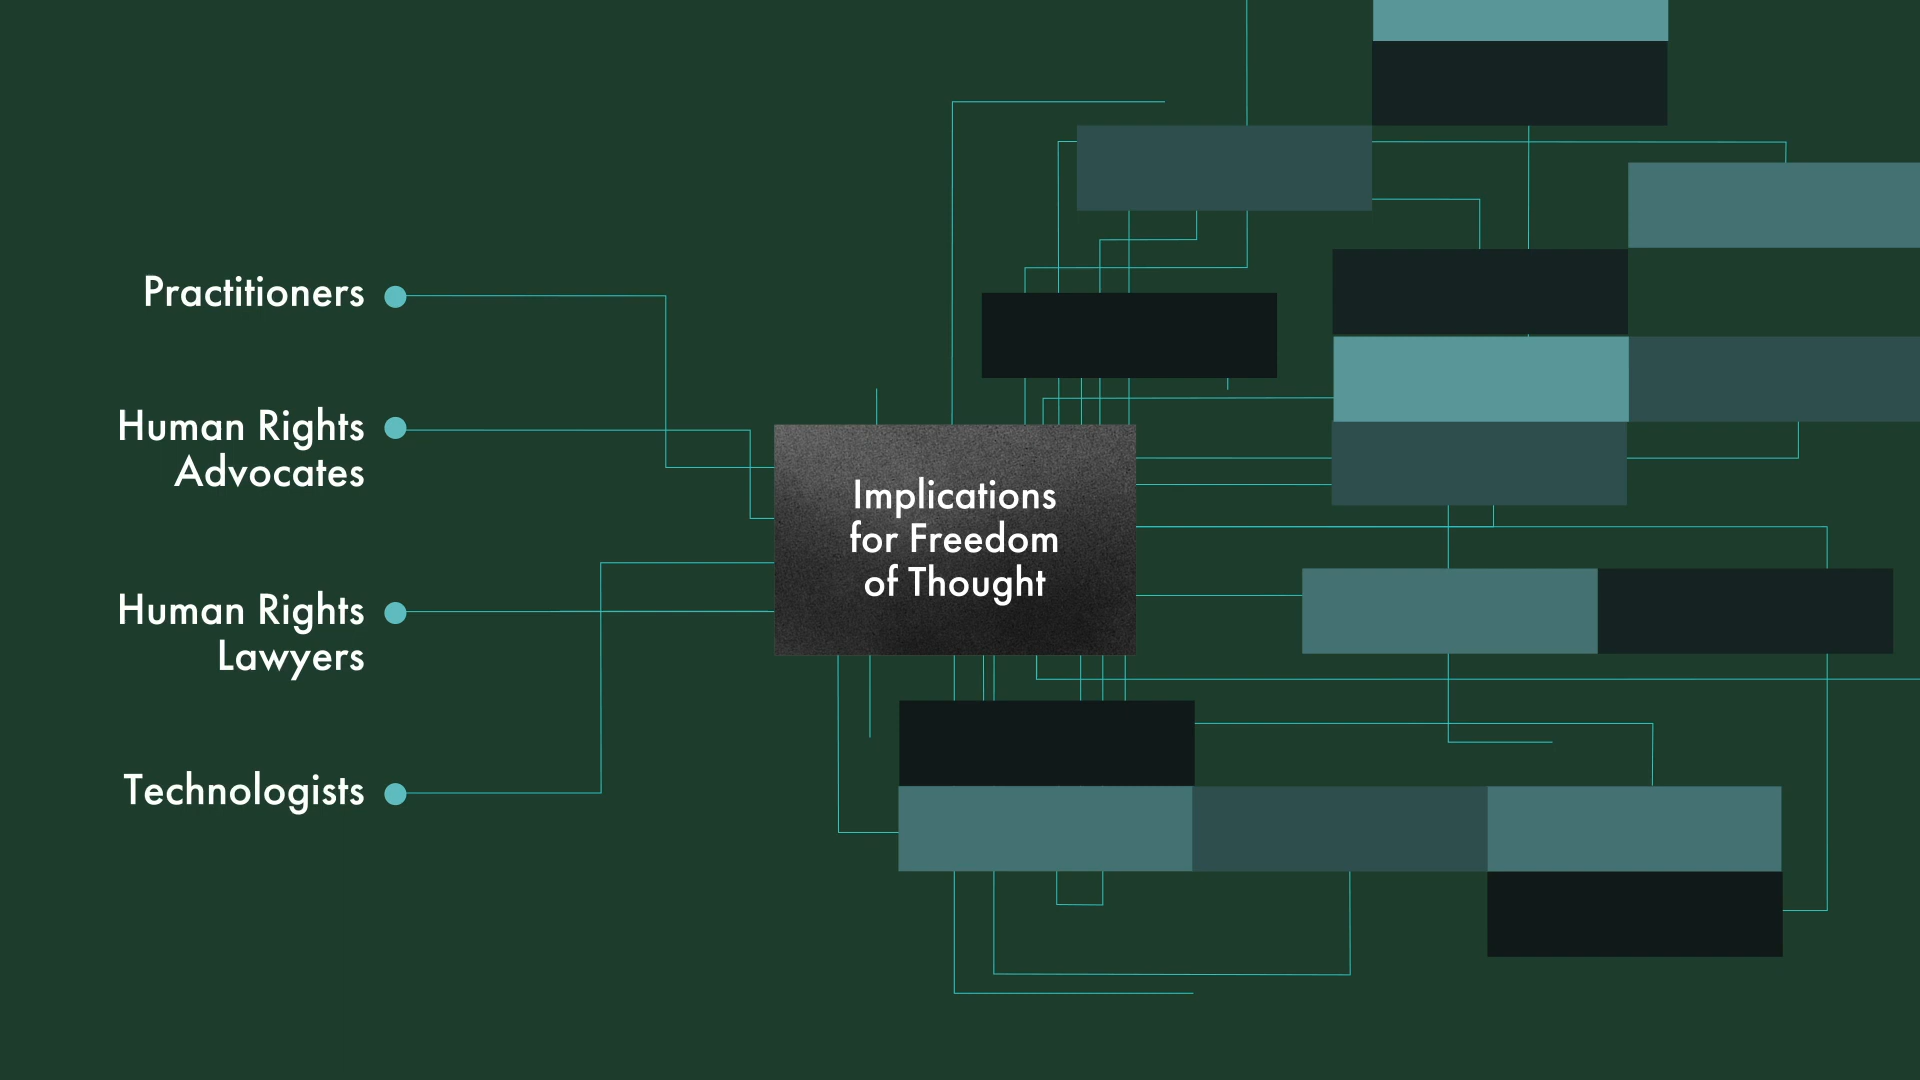 Practitioners
Human Rights
Advocates
Human Rights
Lawyers
Technologists
Implications
for Freedom
of Thought